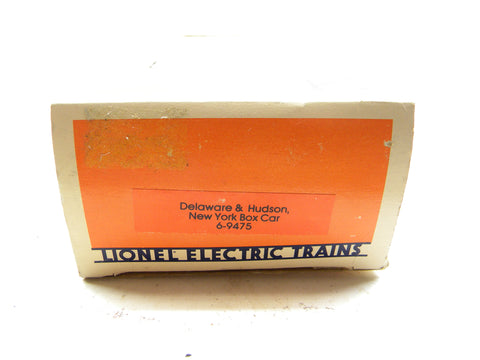 Delaware & Hudson,
New York Box Car
6-9475
LIONEL ELECTRIC TRAINS